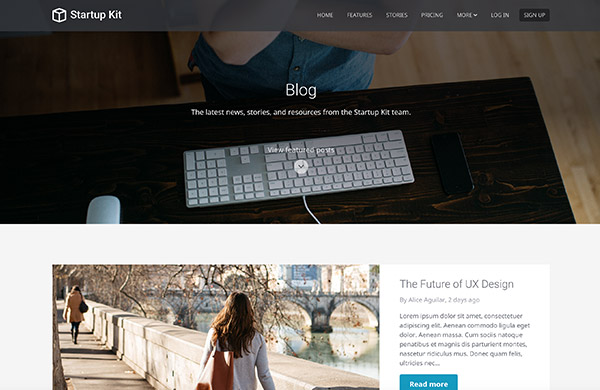 Startup Kit
HOME FEATURES STORIES PRICING MORE LOG IN SIGN UP
Blog
The latest news, stories, and resources from the Startup Kit team.
View featured posts
The Future of UX Design
By Alice Aguilar, 2 days ago
Lorem ipsum dolor sit amet, consectetuer
adipiscing elit. Aenean commodo ligula eget
dolor. Aenean massa. Cum sociis natoque
penatibus et magnis dis parturient montes,
nascetur ridiculus mus. Donec quam felis,
ultricies nec...
Read more